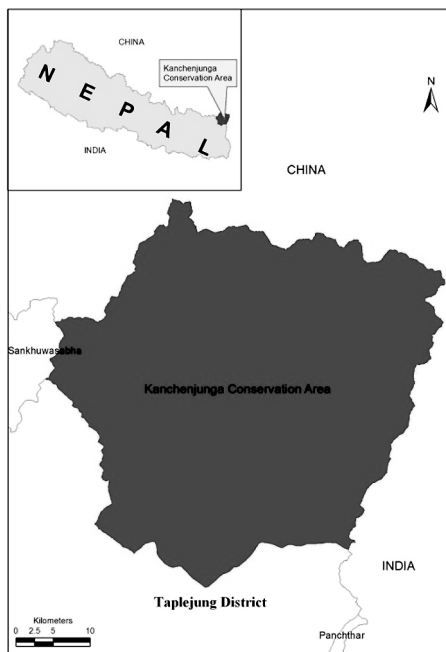 CHINA
Kanchenjunga
Conservation Area
N E P A L
INDIA
N
CHINA
Sankhuwasabha
Kanchenjunga Conservation Area
INDIA
Taplejung District
Kilometers
0 2.5 5 10
Panchthar